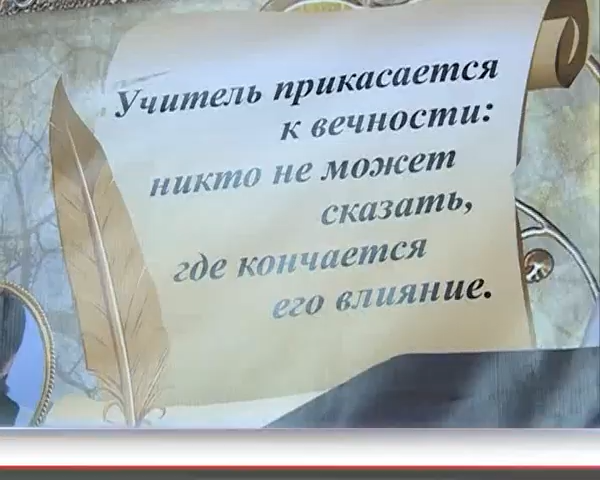 Учитель прикасается
к вечности:
никто не может
сказать,
где кончается
его влияние.